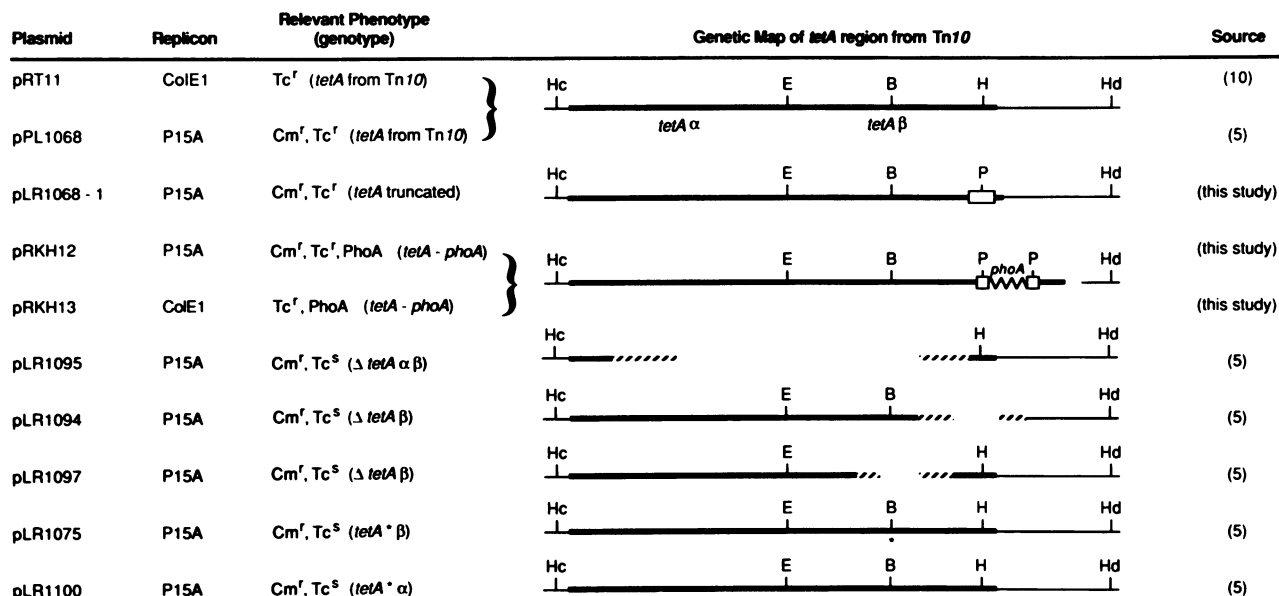 Plasmid Replicon Relevant Phenotype (genotype) Genetic Map of tetA region from Tn10 Source
Hc E B H Hd
pRT11 ColE1 Tcʳ (tetA from Tn10) } (10)
tetA α tetA β
pPL1068 P15A Cmʳ, Tcʳ (tetA from Tn10) (5)
Hc E B P Hd
pLR1068 - 1 P15A Cmʳ, Tcʳ (tetA truncated) (this study)
pRKH12 P15A Cmʳ, Tcʳ, PhoA (tetA - phoA) } (this study)
Hc E B P phoA P Hd
pRKH13 ColE1 Tcʳ, PhoA (tetA - phoA) (this study)
Hc H Hd
pLR1095 P15A Cmʳ, Tcˢ (Δ tetA α β) (5)
Hc E B Hd
pLR1094 P15A Cmʳ, Tcˢ (Δ tetA β) (5)
Hc E H Hd
pLR1097 P15A Cmʳ, Tcˢ (Δ tetA β) (5)
Hc E B H Hd
pLR1075 P15A Cmʳ, Tcˢ (tetA * β) (5)
*
Hc E B H Hd
pLR1100 P15A Cmʳ, Tcˢ (tetA * α) (5)